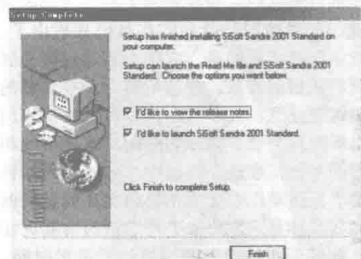 Setup Complete
Setup has finished installing SiSoft Sandra 2001 Standard on
your computer.
Setup can launch the Read Me file and SiSoft Sandra 2001
Standard. Choose the options you want below.
I'd like to view the release notes.
I'd like to launch SiSoft Sandra 2001 Standard.
Click Finish to complete Setup.
Finish